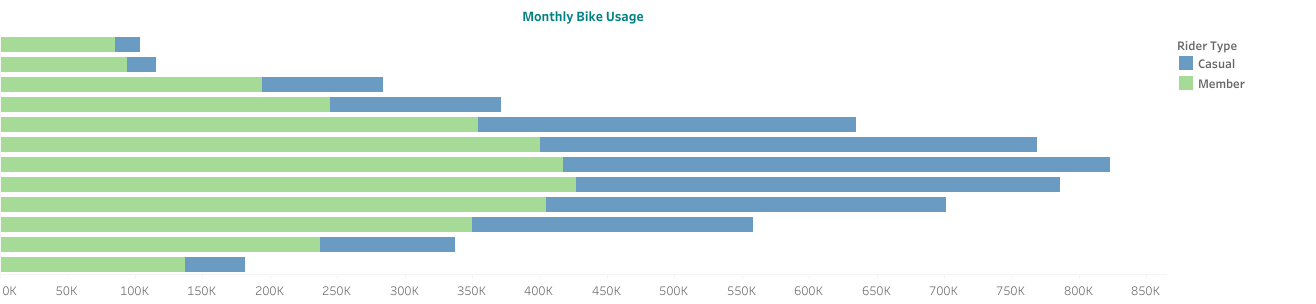 Monthly Bike Usage
Rider Type
Casual
Member
0K 50K 100K 150K 200K 250K 300K 350K 400K 450K 500K 550K 600K 650K 700K 750K 800K 850K